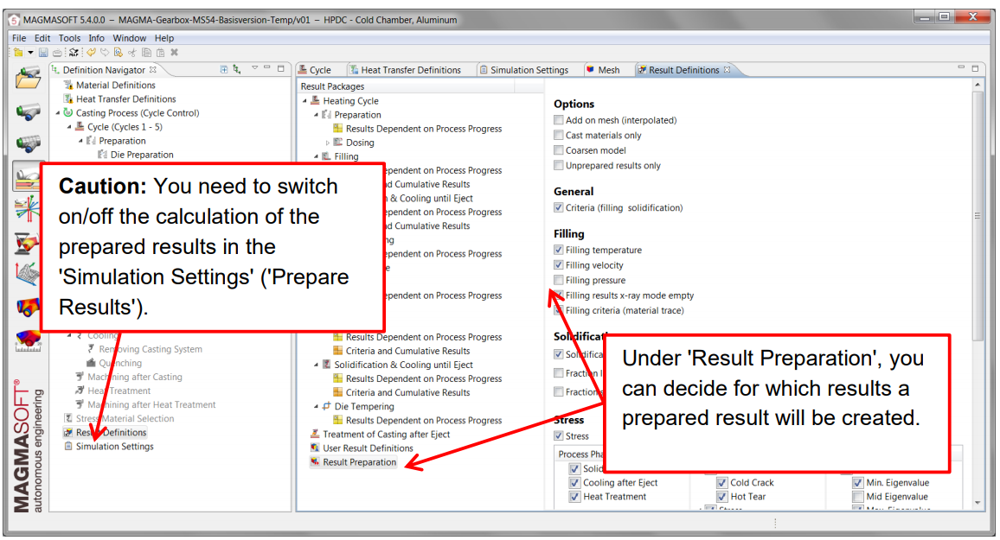 MAGMASOFT 5.4.0.0 – MAGMA-Gearbox-MS54-Basisversion-Temp/v01 – HPDC - Cold Chamber, Aluminum
File Edit Tools Info Window Help
Definition Navigator
Material Definitions
Heat Transfer Definitions
Casting Process (Cycle Control)
Cycle (Cycles 1 - 5)
Preparation
Die Preparation
Cooling
Removing Casting System
Quenching
Machining after Casting
Heat Treatment
Machining after Heat Treatment
Stress Material Selection
Result Definitions
Simulation Settings
MAGMASOFT®
autonomous engineering
Caution: You need to switch
on/off the calculation of the
prepared results in the
'Simulation Settings' ('Prepare
Results').
Cycle
Heat Transfer Definitions
Simulation Settings
Mesh
Result Definitions
Result Packages
Heating Cycle
Preparation
Results Dependent on Process Progress
Dosing
Filling
ependent on Process Progress
nd Cumulative Results
& Cooling until Eject
ependent on Process Progress
d Cumulative Results
ng
ependent on Process Progress
e
ependent on Process Progress
Results Dependent on Process Progress
Criteria and Cumulative Results
Solidification & Cooling until Eject
Results Dependent on Process Progress
Criteria and Cumulative Results
Die Tempering
Results Dependent on Process Progress
Treatment of Casting after Eject
User Result Definitions
Result Preparation
Options
Add on mesh (interpolated)
Cast materials only
Coarsen model
Unprepared results only
General
Criteria (filling solidification)
Filling
Filling temperature
Filling velocity
Filling pressure
Filling results x-ray mode empty
Filling criteria (material trace)
Solidificat
Solidifica
Fraction l
Fraction
Stress
Stress
Process Pha
Solid
Cooling after Eject
Cold Crack
Min. Eigenvalue
Heat Treatment
Hot Tear
Mid Eigenvalue
Stress
Max. Eigenvalue
Under 'Result Preparation', you
can decide for which results a
prepared result will be created.